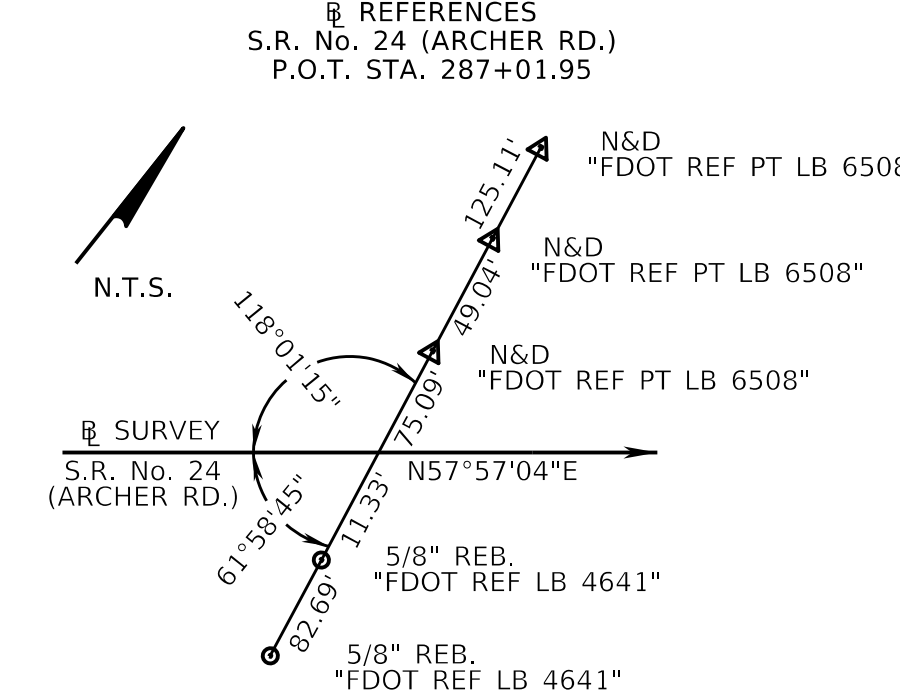 ℄ REFERENCES
S.R. No. 24 (ARCHER RD.)
P.O.T. STA. 287+01.95
N&D
"FDOT REF PT LB 6508
125.11'
N&D
"FDOT REF PT LB 6508"
49.04'
N.T.S.
118°01'15"
N&D
"FDOT REF PT LB 6508"
75.09'
BL SURVEY
S.R. No. 24
(ARCHER RD.)
N57°57'04"E
61°58'45"
11.33'
5/8" REB.
"FDOT REF LB 4641"
82.69'
5/8" REB.
"FDOT REF LB 4641"